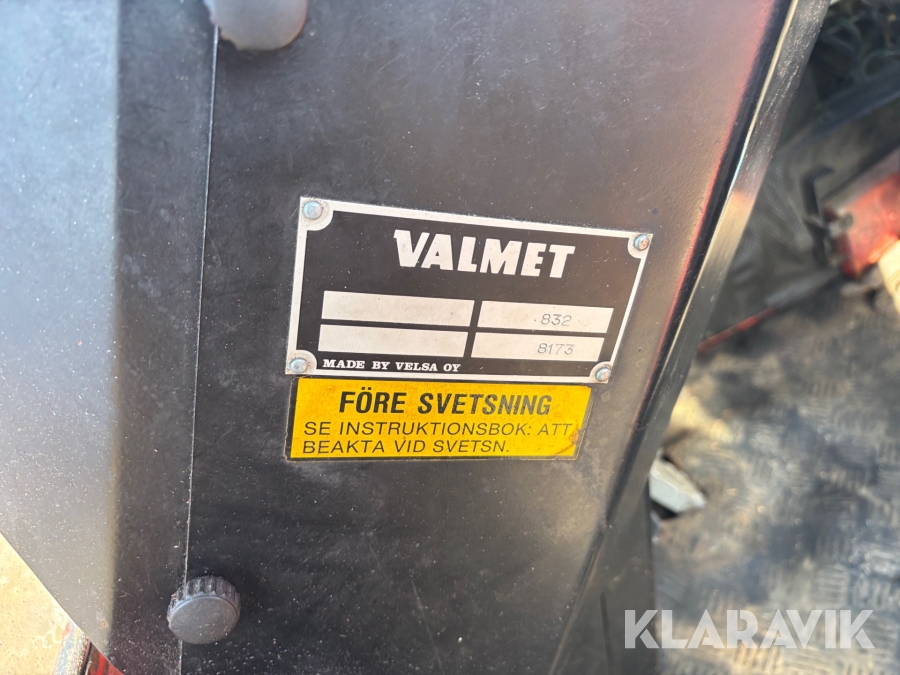 VALMET
832
8173
MADE BY VELSA OY
FÖRE SVETSNING
SE INSTRUKTIONSBOK: ATT
BEAKTA VID SVETSN.
KLARAVIK